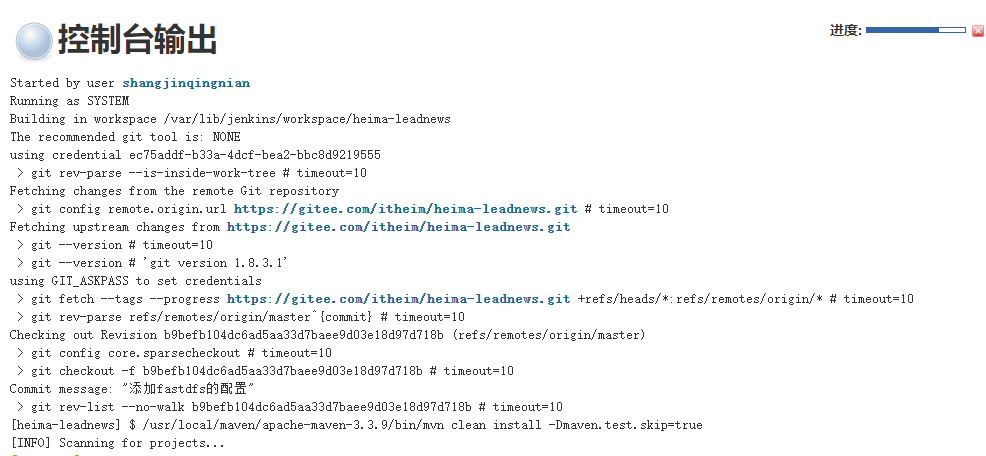 控制台输出
进度:
Started by user shangjinqingnian
Running as SYSTEM
Building in workspace /var/lib/jenkins/workspace/heima-leadnews
The recommended git tool is: NONE
using credential ec75addf-b33a-4dcf-bea2-bbc8d9219555
> git rev-parse --is-inside-work-tree # timeout=10
Fetching changes from the remote Git repository
> git config remote.origin.url https://gitee.com/itheim/heima-leadnews.git # timeout=10
Fetching upstream changes from https://gitee.com/itheim/heima-leadnews.git
> git --version # timeout=10
> git --version # 'git version 1.8.3.1'
using GIT_ASKPASS to set credentials
> git fetch --tags --progress https://gitee.com/itheim/heima-leadnews.git +refs/heads/*:refs/remotes/origin/* # timeout=10
> git rev-parse refs/remotes/origin/master^{commit} # timeout=10
Checking out Revision b9befb104dc6ad5aa33d7baee9d03e18d97d718b (refs/remotes/origin/master)
> git config core.sparsecheckout # timeout=10
> git checkout -f b9befb104dc6ad5aa33d7baee9d03e18d97d718b # timeout=10
Commit message: "添加fastdfs的配置"
> git rev-list --no-walk b9befb104dc6ad5aa33d7baee9d03e18d97d718b # timeout=10
[heima-leadnews] $ /usr/local/maven/apache-maven-3.3.9/bin/mvn clean install -Dmaven.test.skip=true
[INFO] Scanning for projects...